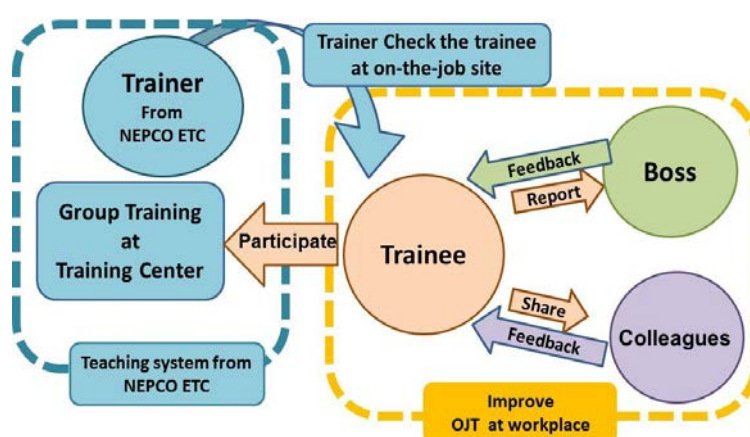 Trainer Check the trainee
at on-the-job site
Trainer
From
NEPCO ETC
Group Training
at
Training Center
Participate
Trainee
Feedback
Report
Boss
Share
Feedback
Colleagues
Teaching system from
NEPCO ETC
Improve
OJT at workplace